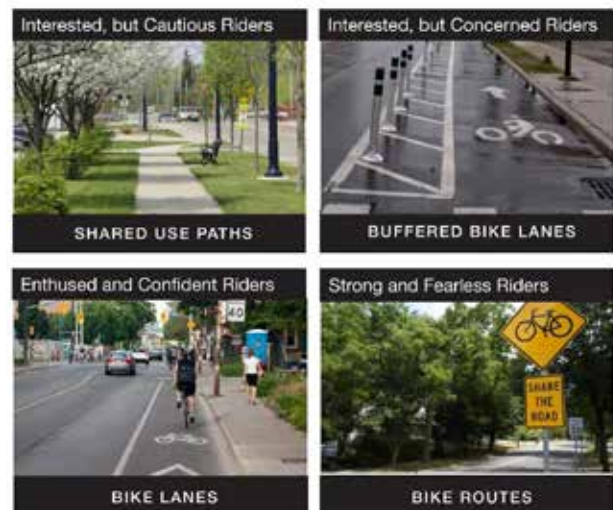 Interested, but Cautious Riders
SHARED USE PATHS
Interested, but Concerned Riders
BUFFERED BIKE LANES
Enthused and Confident Riders
40
BIKE LANES
Strong and Fearless Riders
SHARE
THE
ROAD
BIKE ROUTES